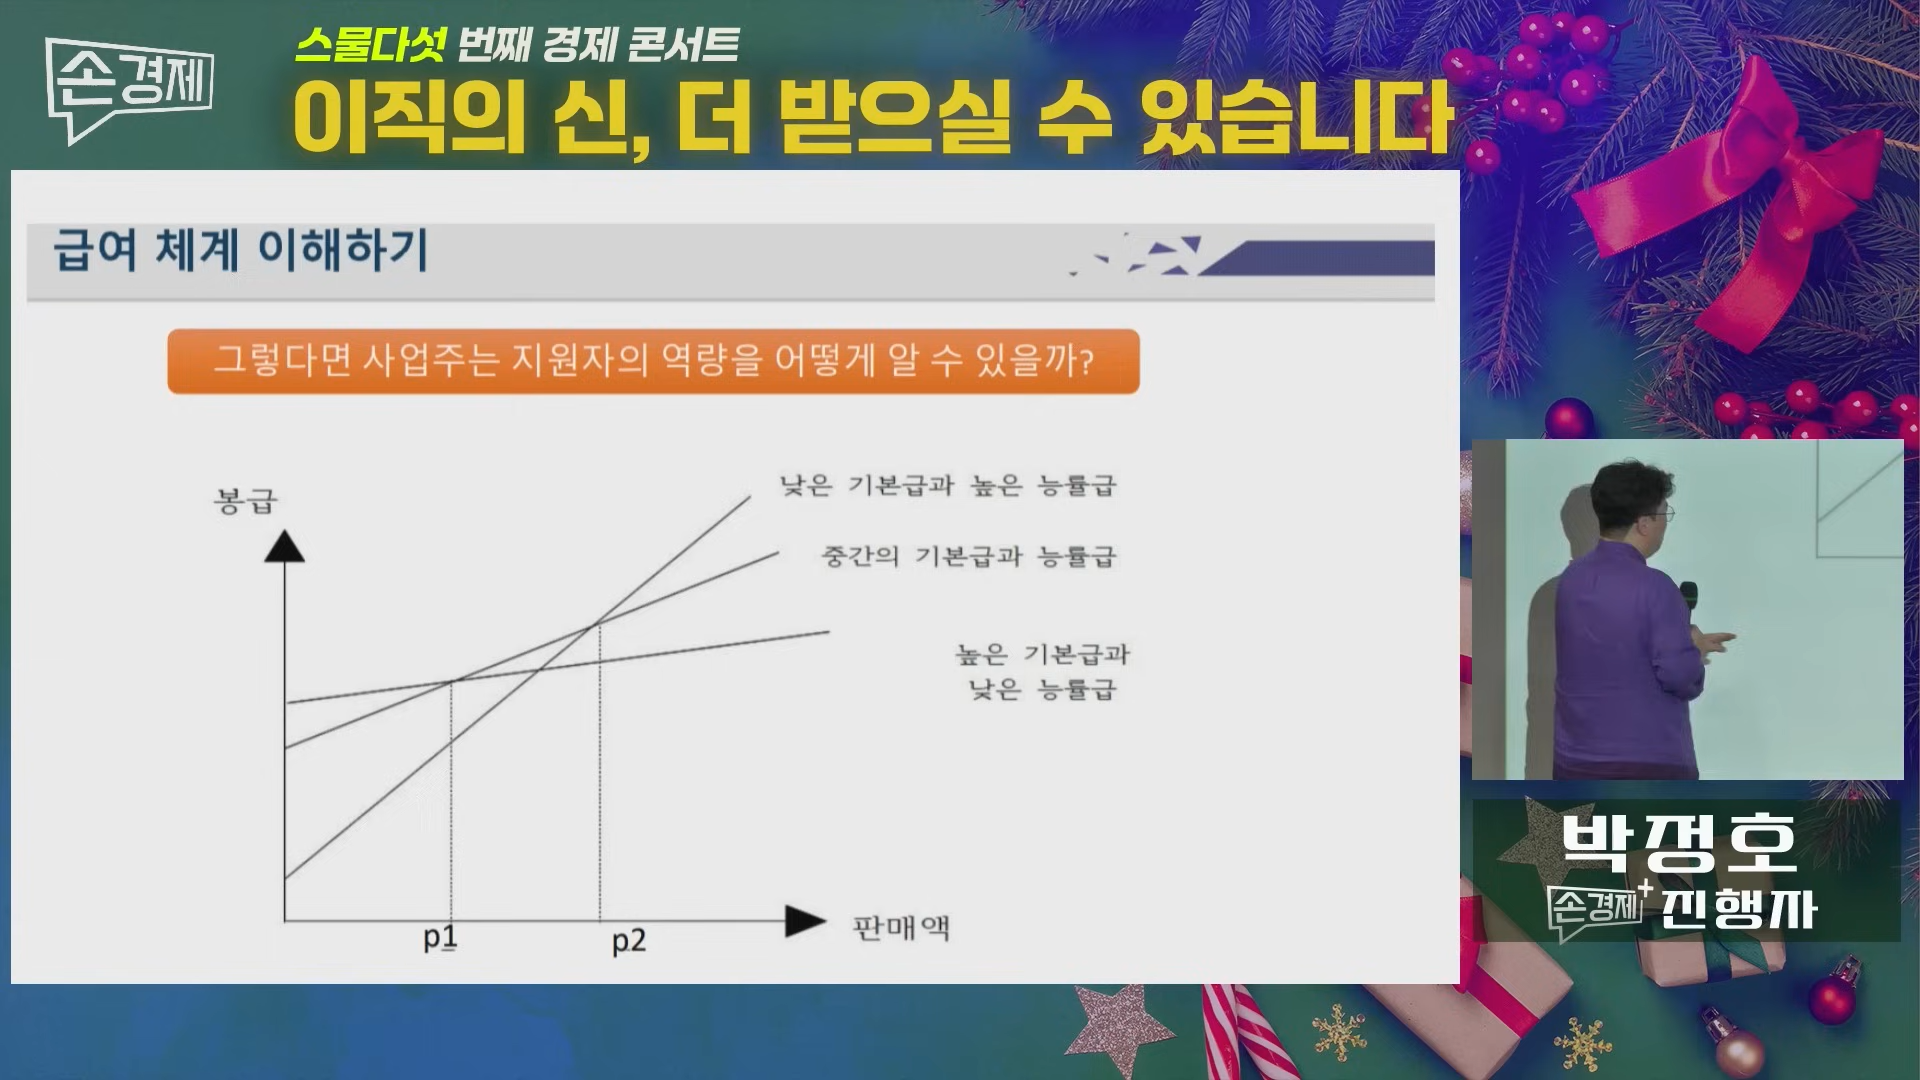 손경제
스물다섯 번째 경제 콘서트
이직의 신, 더 받으실 수 있습니다
급여 체계 이해하기
그렇다면 사업주는 지원자의 역량을 어떻게 알 수 있을까?
봉급
낮은 기본급과 높은 능률급
중간의 기본급과 능률급
높은 기본급과
낮은 능률급
p1
p2
판매액
박정호
손경제+ 진행자